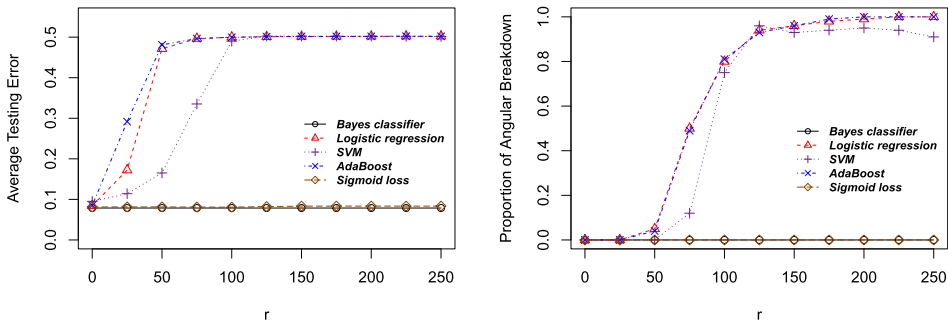 Average Testing Error
0.5
0.4
0.3
0.2
0.1
0.0
Bayes classifier
Logistic regression
SVM
AdaBoost
Sigmoid loss
0 50 100 150 200 250
r
Proportion of Angular Breakdown
1.0
0.8
0.6
0.4
0.2
0.0
Bayes classifier
Logistic regression
SVM
AdaBoost
Sigmoid loss
0 50 100 150 200 250
r